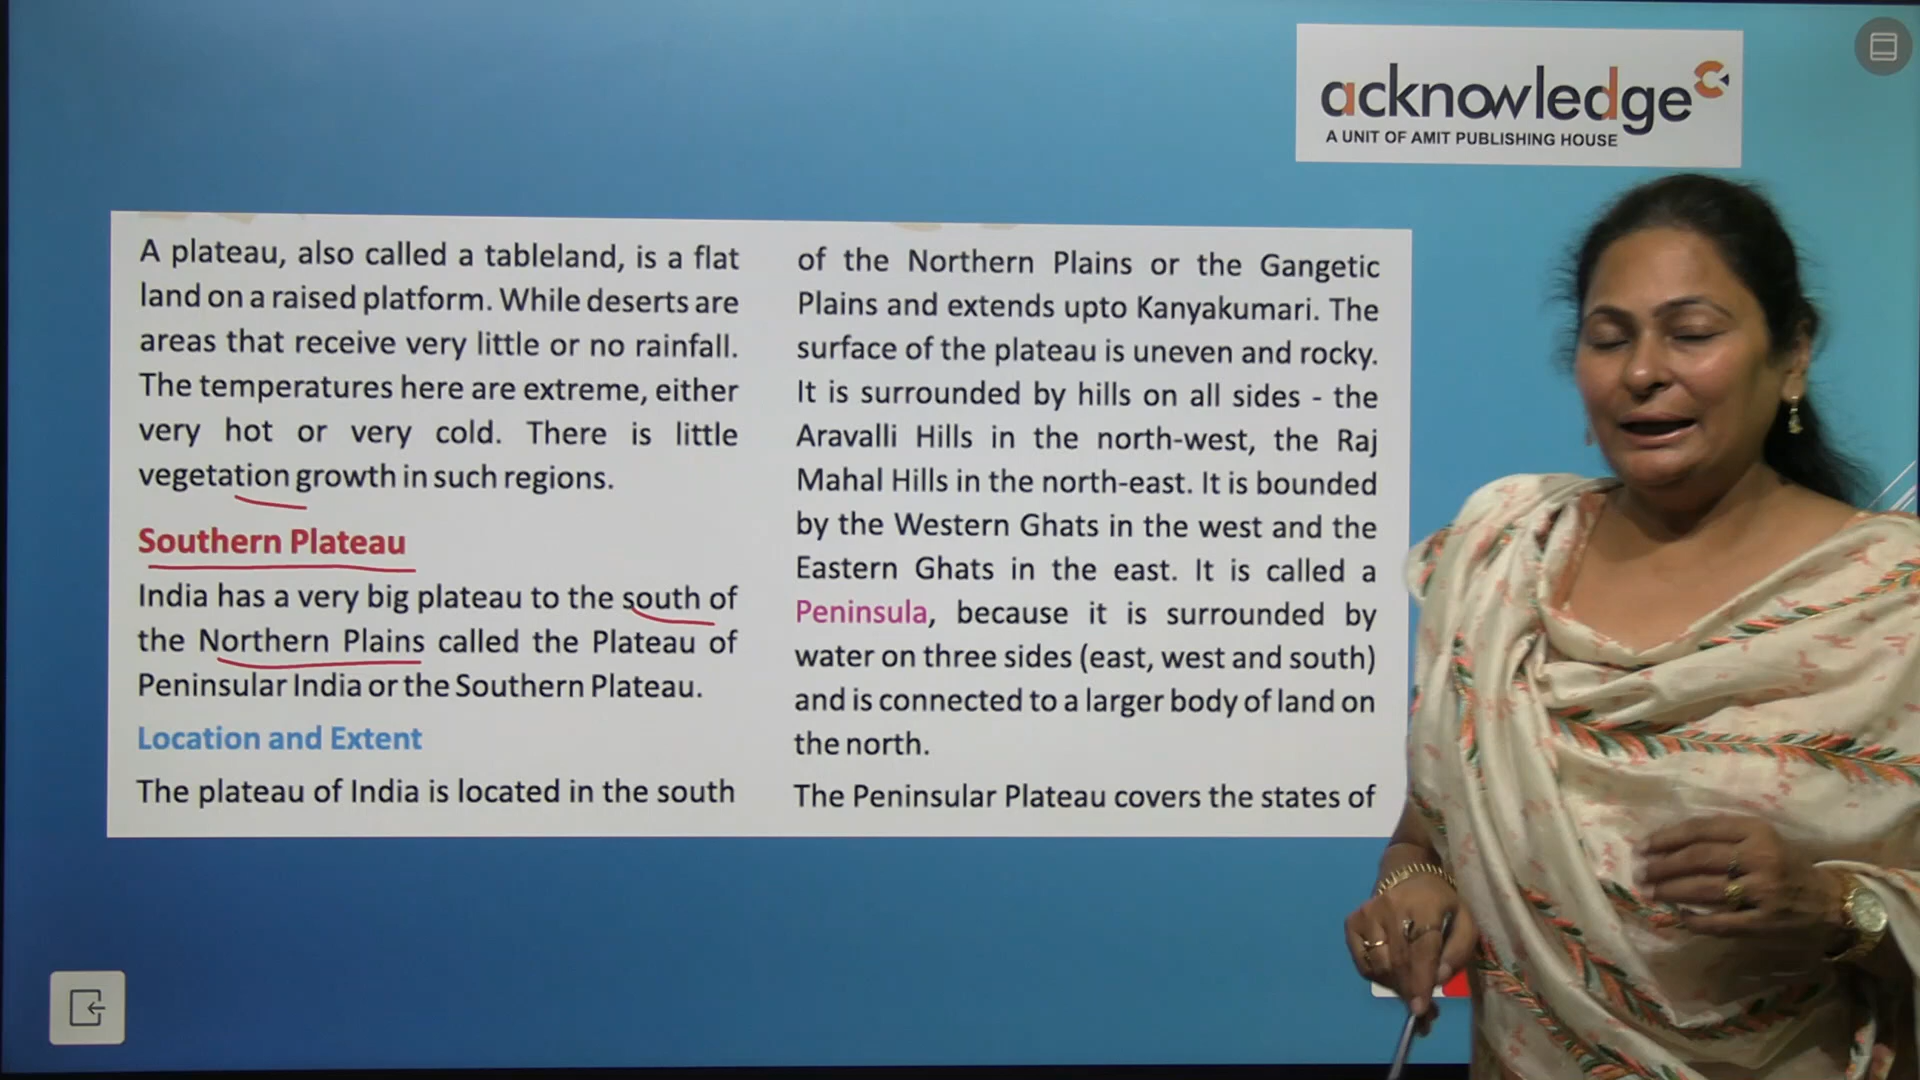 acknowledge
A UNIT OF AMIT PUBLISHING HOUSE
A plateau, also called a tableland, is a flat
land on a raised platform. While deserts are
areas that receive very little or no rainfall.
The temperatures here are extreme, either
very hot or very cold. There is little
vegetation growth in such regions.
Southern Plateau
India has a very big plateau to the south of
the Northern Plains called the Plateau of
Peninsular India or the Southern Plateau.
Location and Extent
The plateau of India is located in the south
of the Northern Plains or the Gangetic
Plains and extends upto Kanyakumari. The
surface of the plateau is uneven and rocky.
It is surrounded by hills on all sides - the
Aravalli Hills in the north-west, the Raj
Mahal Hills in the north-east. It is bounded
by the Western Ghats in the west and the
Eastern Ghats in the east. It is called a
Peninsula, because it is surrounded by
water on three sides (east, west and south)
and is connected to a larger body of land on
the north.
The Peninsular Plateau covers the states of